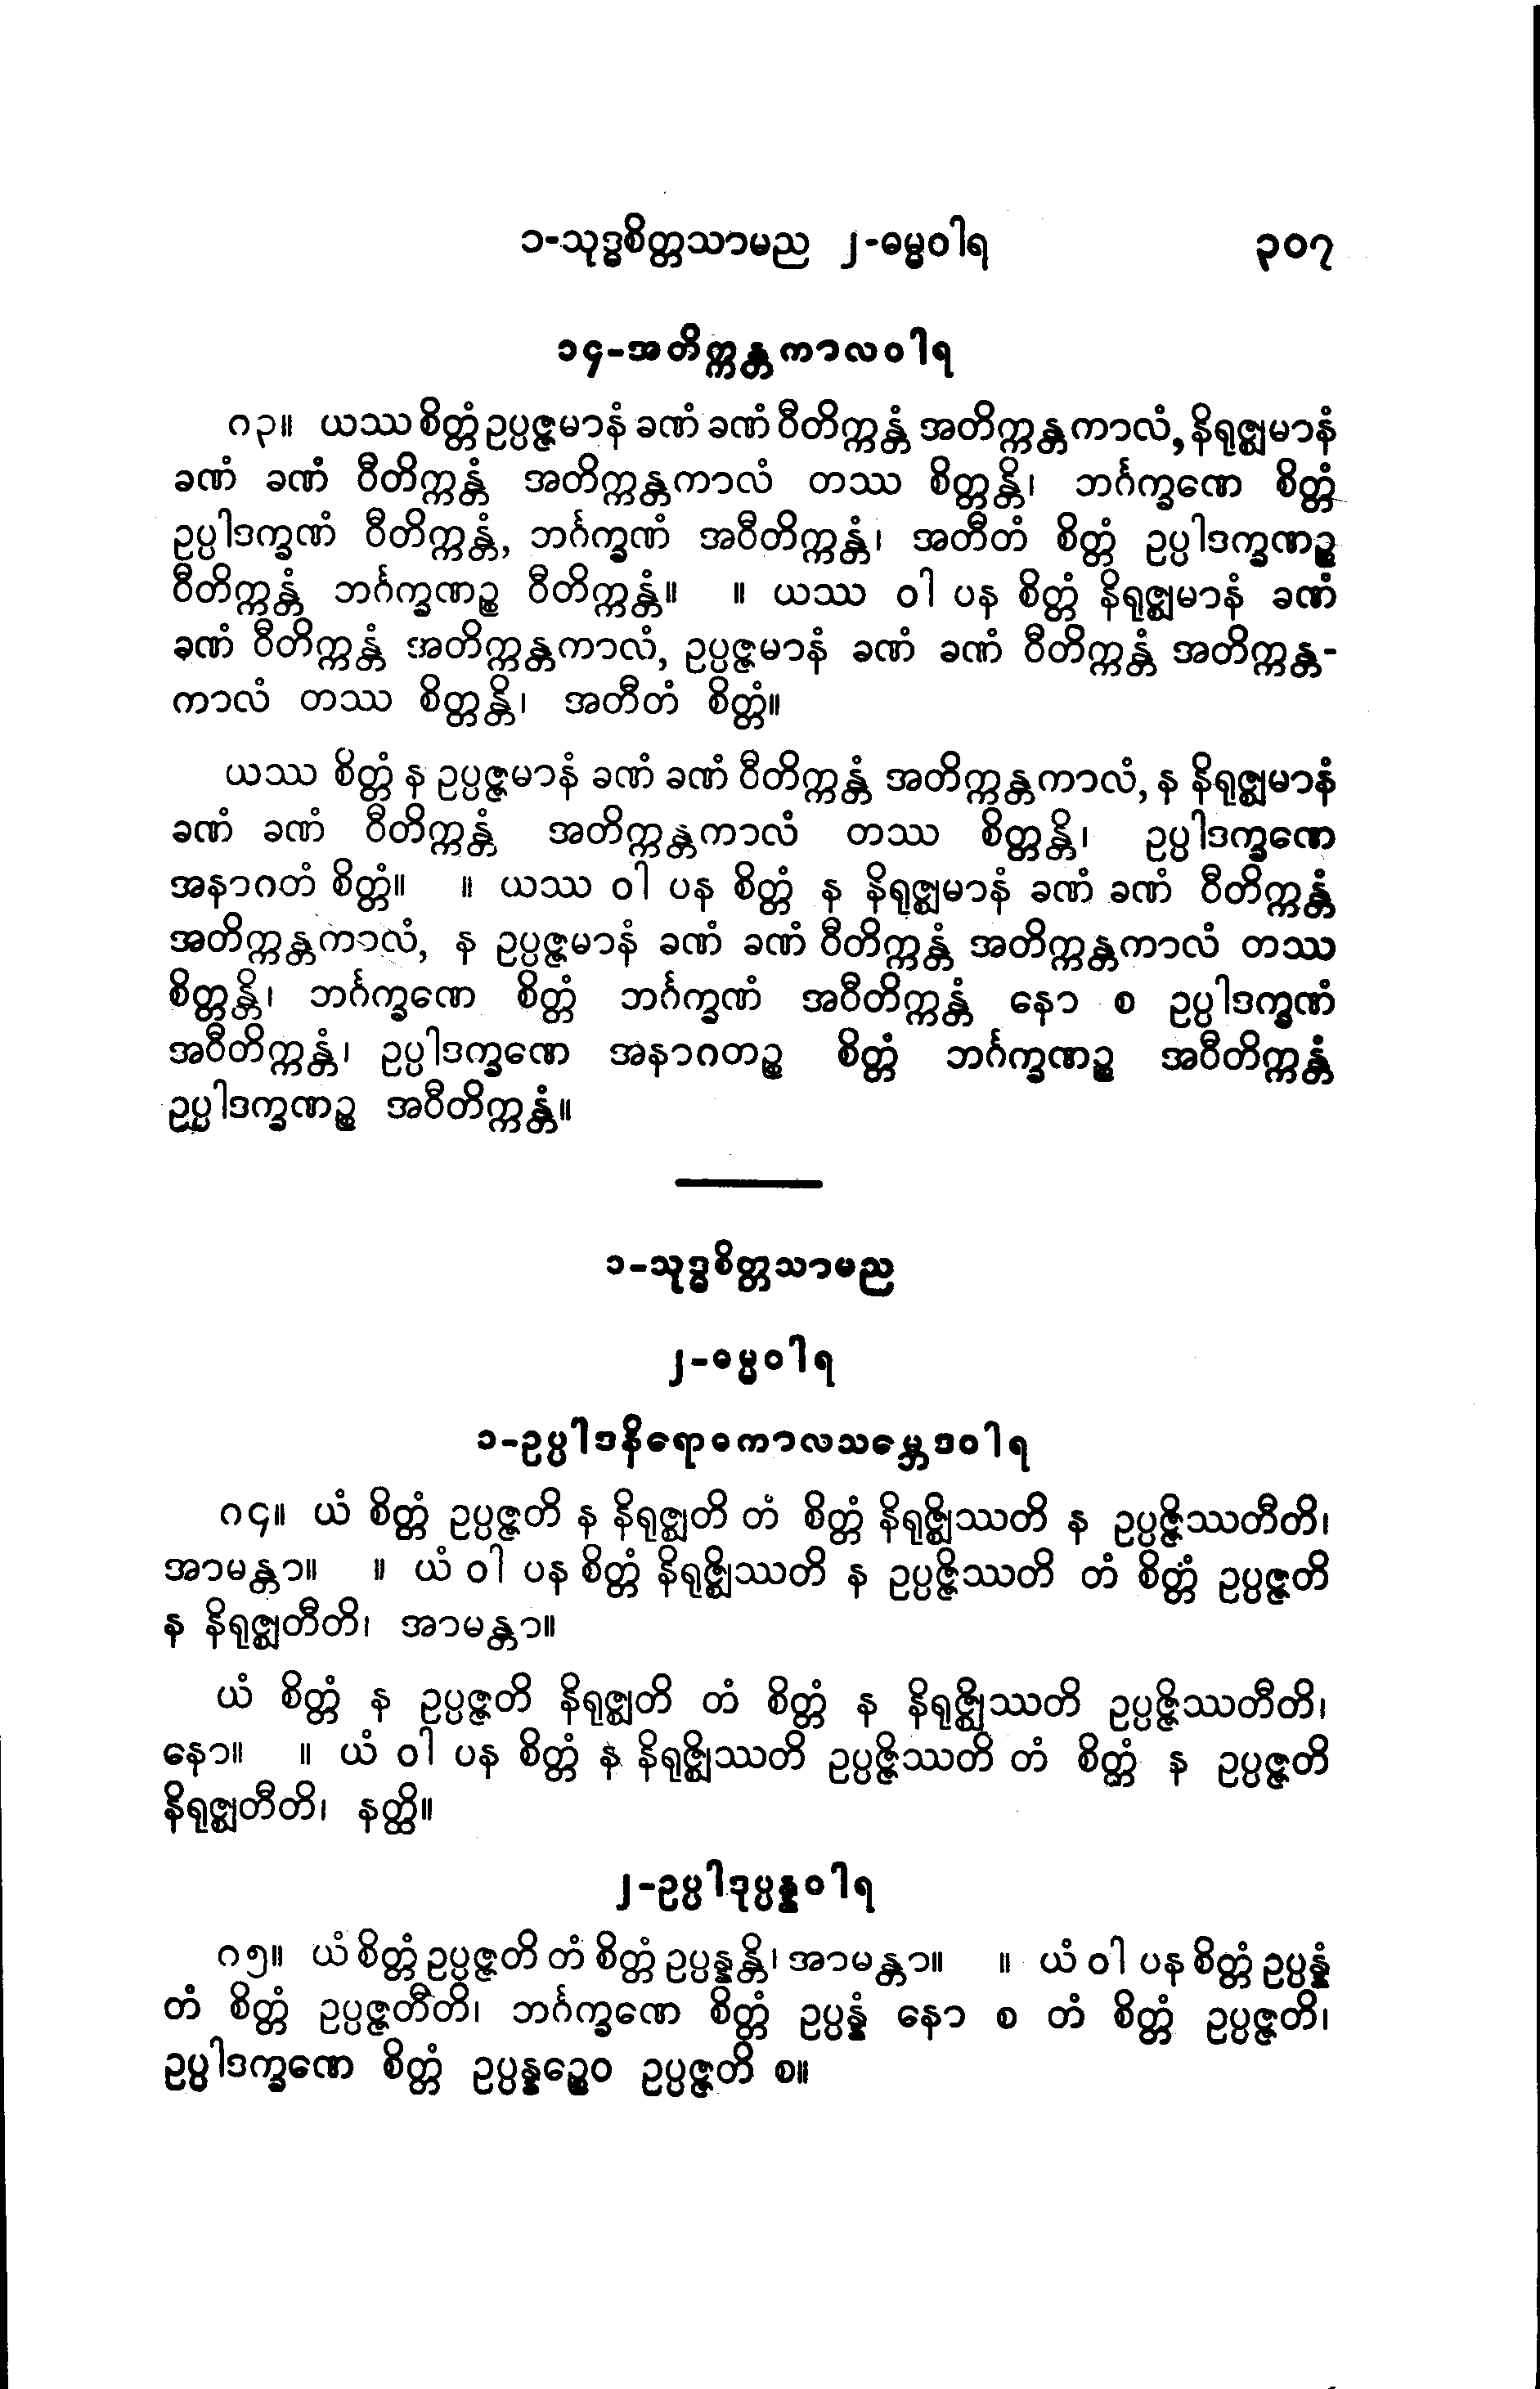 ၁-သုဒ္ဓစိတ္တသာမည ၂-ဓမ္မဝါရ ၃၀၇
၁၄-အတိက္ကန္တကာလဝါရ
ဂ၃။ ယဿ စိတ္တံ ဥပ္ပဇ္ဇမာနံ ခဏံ ခဏံ ဝီတိက္ကန္တံ အတိက္ကန္တကာလံ, နိရုဇ္ဈမာနံ
ခဏံ ခဏံ ဝီတိက္ကန္တံ အတိက္ကန္တကာလံ တဿ စိတ္တန္တိ၊ ဘင်္ဂက္ခဏေ စိတ္တံ
ဥပ္ပါဒက္ခဏံ ဝီတိက္ကန္တံ, ဘင်္ဂက္ခဏံ အဝီတိက္ကန္တံ၊ အတီတံ စိတ္တံ ဥပ္ပါဒက္ခဏဉ္စ
ဝီတိက္ကန္တံ ဘင်္ဂက္ခဏဉ္စ ဝီတိက္ကန္တံ။ ။ ယဿ ဝါ ပန စိတ္တံ နိရုဇ္ဈမာနံ ခဏံ
ခဏံ ဝီတိက္ကန္တံ အတိက္ကန္တကာလံ, ဥပ္ပဇ္ဇမာနံ ခဏံ ခဏံ ဝီတိက္ကန္တံ အတိက္ကန္တ-
ကာလံ တဿ စိတ္တန္တိ၊ အတီတံ စိတ္တံ။
ယဿ စိတ္တံ န ဥပ္ပဇ္ဇမာနံ ခဏံ ခဏံ ဝီတိက္ကန္တံ အတိက္ကန္တကာလံ, န နိရုဇ္ဈမာနံ
ခဏံ ခဏံ ဝီတိက္ကန္တံ အတိက္ကန္တကာလံ တဿ စိတ္တန္တိ၊ ဥပ္ပါဒက္ခဏေ
အနာဂတံ စိတ္တံ။ ။ ယဿ ဝါ ပန စိတ္တံ န နိရုဇ္ဈမာနံ ခဏံ ခဏံ ဝီတိက္ကန္တံ
အတိက္ကန္တကာလံ, န ဥပ္ပဇ္ဇမာနံ ခဏံ ခဏံ ဝီတိက္ကန္တံ အတိက္ကန္တကာလံ တဿ
စိတ္တန္တိ၊ ဘင်္ဂက္ခဏေ စိတ္တံ ဘင်္ဂက္ခဏံ အဝီတိက္ကန္တံ နော စ ဥပ္ပါဒက္ခဏံ
အဝီတိက္ကန္တံ၊ ဥပ္ပါဒက္ခဏေ အနာဂတဉ္စ စိတ္တံ ဘင်္ဂက္ခဏဉ္စ အဝီတိက္ကန္တံ
ဥပ္ပါဒက္ခဏဉ္စ အဝီတိက္ကန္တံ။
၁-သုဒ္ဓစိတ္တသာမည
၂-ဓမ္မဝါရ
၁-ဥပ္ပါဒနိရောဓကာလသမ္ဘေဒဝါရ
ဂ၄။ ယံ စိတ္တံ ဥပ္ပဇ္ဇတိ န နိရုဇ္ဈတိ တံ စိတ္တံ နိရုဇ္ဈိဿတိ န ဥပ္ပဇ္ဇိဿတီတိ၊
အာမန္တာ။ ။ ယံ ဝါ ပန စိတ္တံ နိရုဇ္ဈိဿတိ န ဥပ္ပဇ္ဇိဿတိ တံ စိတ္တံ ဥပ္ပဇ္ဇတိ
န နိရုဇ္ဈတီတိ၊ အာမန္တာ။
ယံ စိတ္တံ န ဥပ္ပဇ္ဇတိ နိရုဇ္ဈတိ တံ စိတ္တံ န နိရုဇ္ဈိဿတိ ဥပ္ပဇ္ဇိဿတီတိ၊
နော။ ။ ယံ ဝါ ပန စိတ္တံ န နိရုဇ္ဈိဿတိ ဥပ္ပဇ္ဇိဿတိ တံ စိတ္တံ န ဥပ္ပဇ္ဇတိ
နိရုဇ္ဈတီတိ၊ နတ္ထိ။
၂-ဥပ္ပါဒုပ္ပန္နဝါရ
ဂ၅။ ယံ စိတ္တံ ဥပ္ပဇ္ဇတိ တံ စိတ္တံ ဥပ္ပန္နန္တိ၊ အာမန္တာ။ ။ ယံ ဝါ ပန စိတ္တံ ဥပ္ပန္နံ
တံ စိတ္တံ ဥပ္ပဇ္ဇတီတိ၊ ဘင်္ဂက္ခဏေ စိတ္တံ ဥပ္ပန္နံ နော စ တံ စိတ္တံ ဥပ္ပဇ္ဇတိ၊
ဥပ္ပါဒက္ခဏေ စိတ္တံ ဥပ္ပန္နဉ္စေဝ ဥပ္ပဇ္ဇတိ စ။